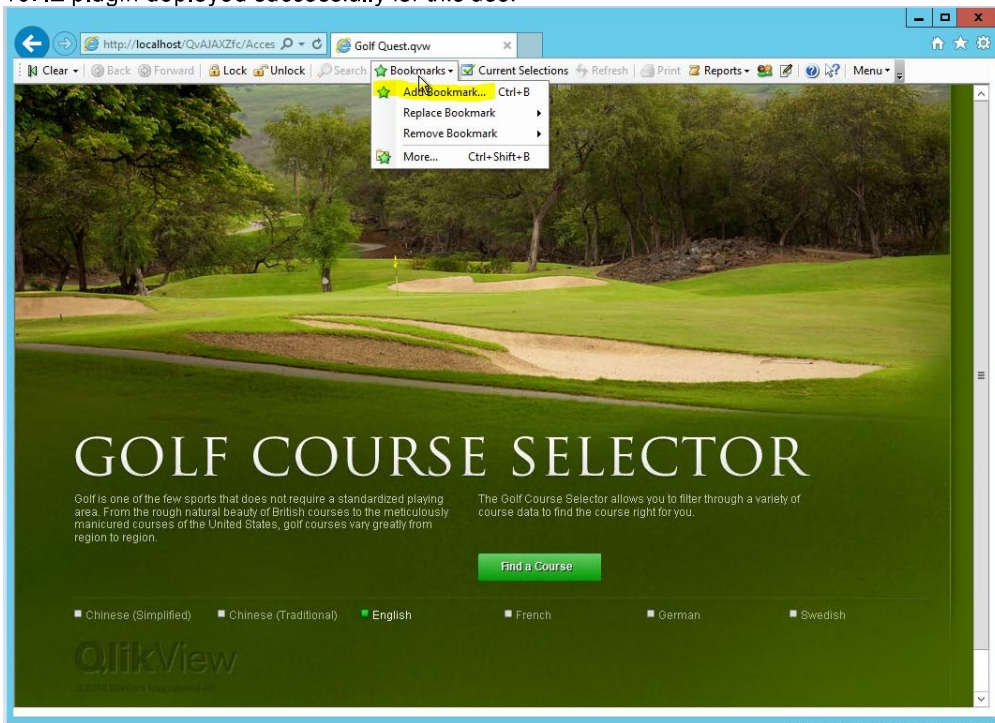 plugin deployed successfully for this user
http://localhost/QvAJAXZfc/Acces
Golf Quest.qvw
Clear
Back
Forward
Lock
Unlock
Search
Bookmarks
Current Selections
Refresh
Print
Reports
Menu
Add Bookmark... Ctrl+B
Replace Bookmark
Remove Bookmark
More... Ctrl+Shift+B
GOLF COURSE SELECTOR
Golf is one of the few sports that does not require a standardized playing
area. From the rough natural beauty of British courses to the meticulously
manicured courses of the United States, golf courses vary greatly from
region to region.
The Golf Course Selector allows you to filter through a variety of
course data to find the course right for you.
Find a Course
Chinese (Simplified)
Chinese (Traditional)
English
French
German
Swedish
QlikView